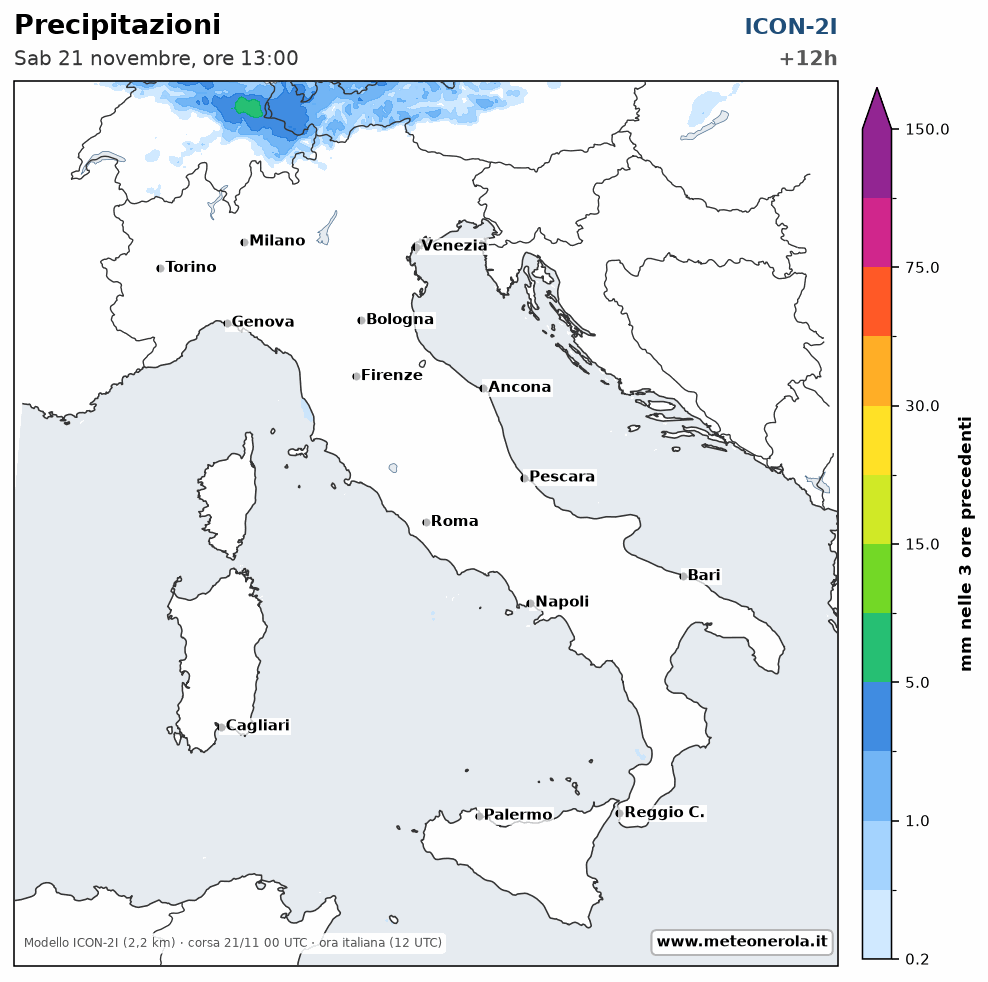 Precipitazioni
ICON-2I
Sab 21 novembre, ore 13:00
+12h
150.0
75.0
30.0
15.0
5.0
1.0
0.2
mm nelle 3 ore precedenti
Milano
Venezia
Torino
Genova
Bologna
Firenze
Ancona
Pescara
Roma
Bari
Napoli
Cagliari
Palermo
Reggio C.
Modello ICON-2I (2,2 km) · corsa 21/11 00 UTC · ora italiana (12 UTC)
www.meteonerola.it